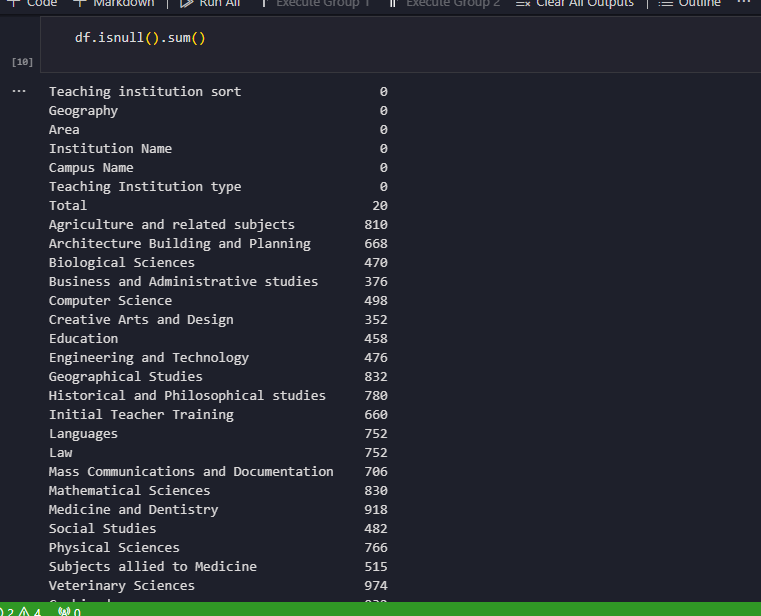 Code Markdown Run All Execute Group 1 Execute Group 2 Clear All Outputs Outline ...
df.isnull().sum()
[10]
... Teaching institution sort 0
Geography 0
Area 0
Institution Name 0
Campus Name 0
Teaching Institution type 0
Total 20
Agriculture and related subjects 810
Architecture Building and Planning 668
Biological Sciences 470
Business and Administrative studies 376
Computer Science 498
Creative Arts and Design 352
Education 458
Engineering and Technology 476
Geographical Studies 832
Historical and Philosophical studies 780
Initial Teacher Training 660
Languages 752
Law 752
Mass Communications and Documentation 706
Mathematical Sciences 830
Medicine and Dentistry 918
Social Studies 482
Physical Sciences 766
Subjects allied to Medicine 515
Veterinary Sciences 974
2 4 0